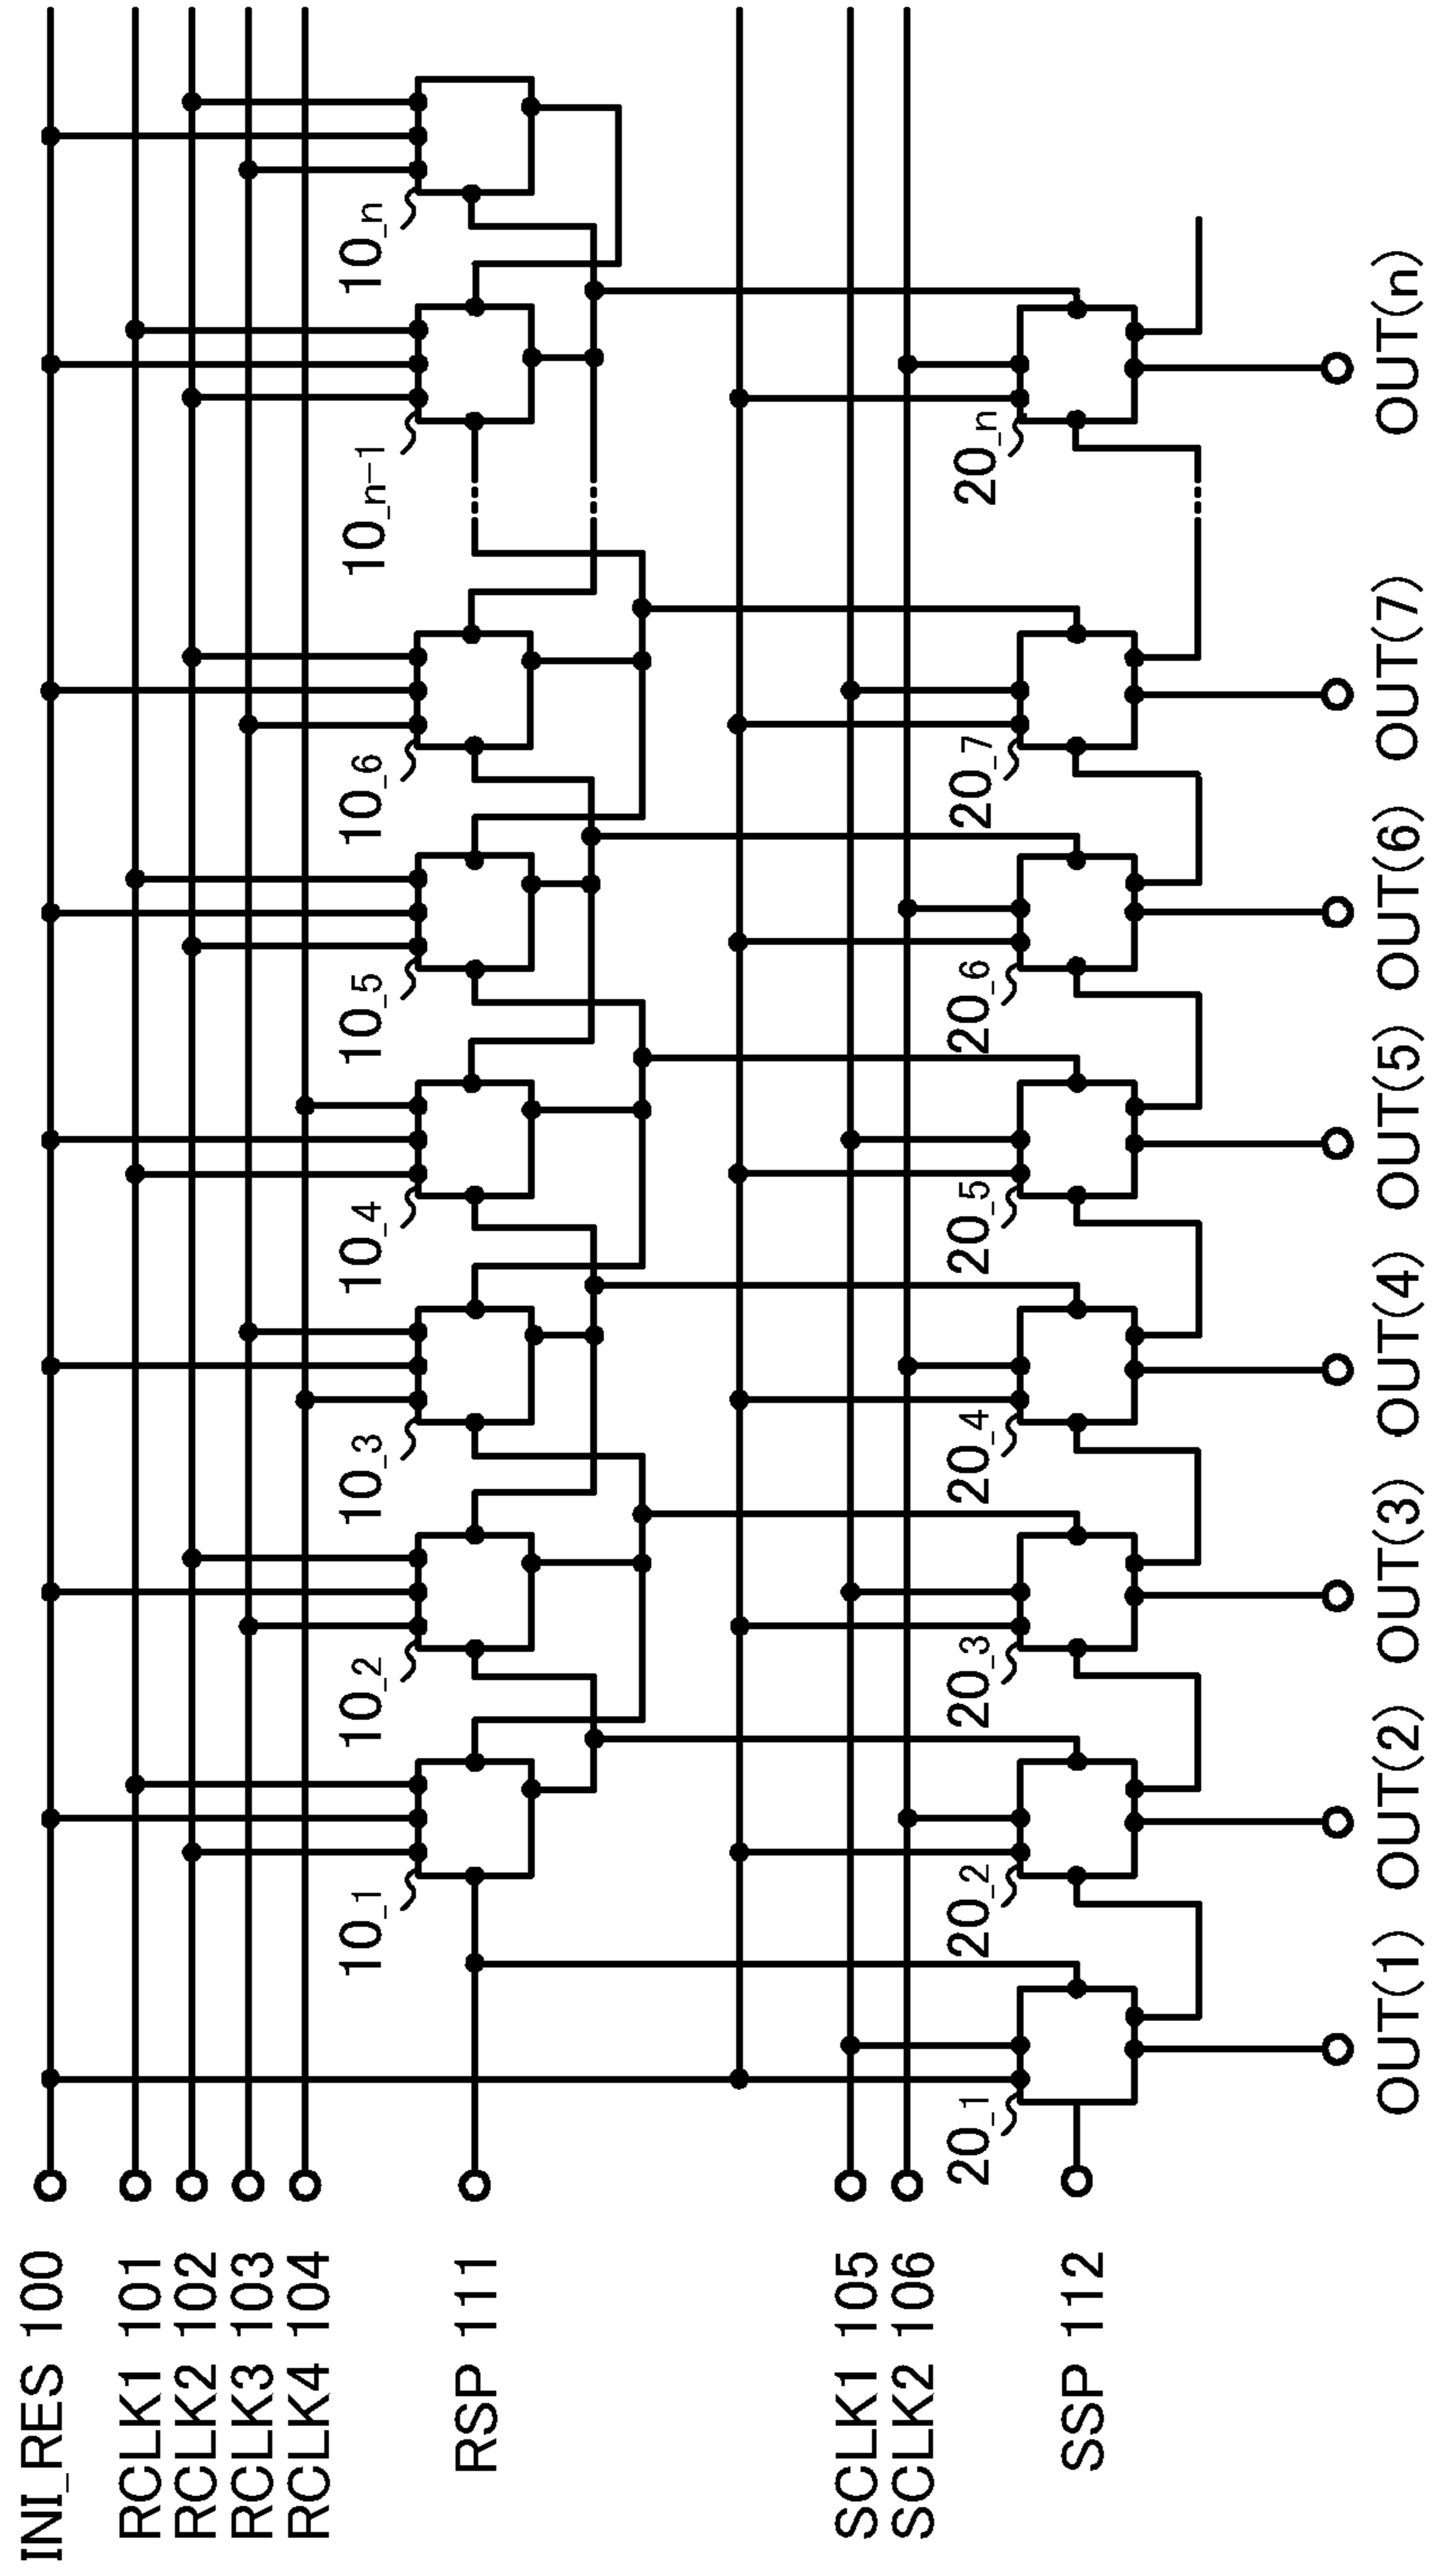 INI_RES 100
RCLK1 101
RCLK2 102
RCLK3 103
RCLK4 104
RSP 111
SCLK1 105
SCLK2 106
SSP 112
10_1
10_2
10_3
10_4
10_5
10_6
10_n-1
10_n
20_1
20_2
20_3
20_4
20_5
20_6
20_7
20_n
OUT(1)
OUT(2)
OUT(3)
OUT(4)
OUT(5)
OUT(6)
OUT(7)
OUT(n)